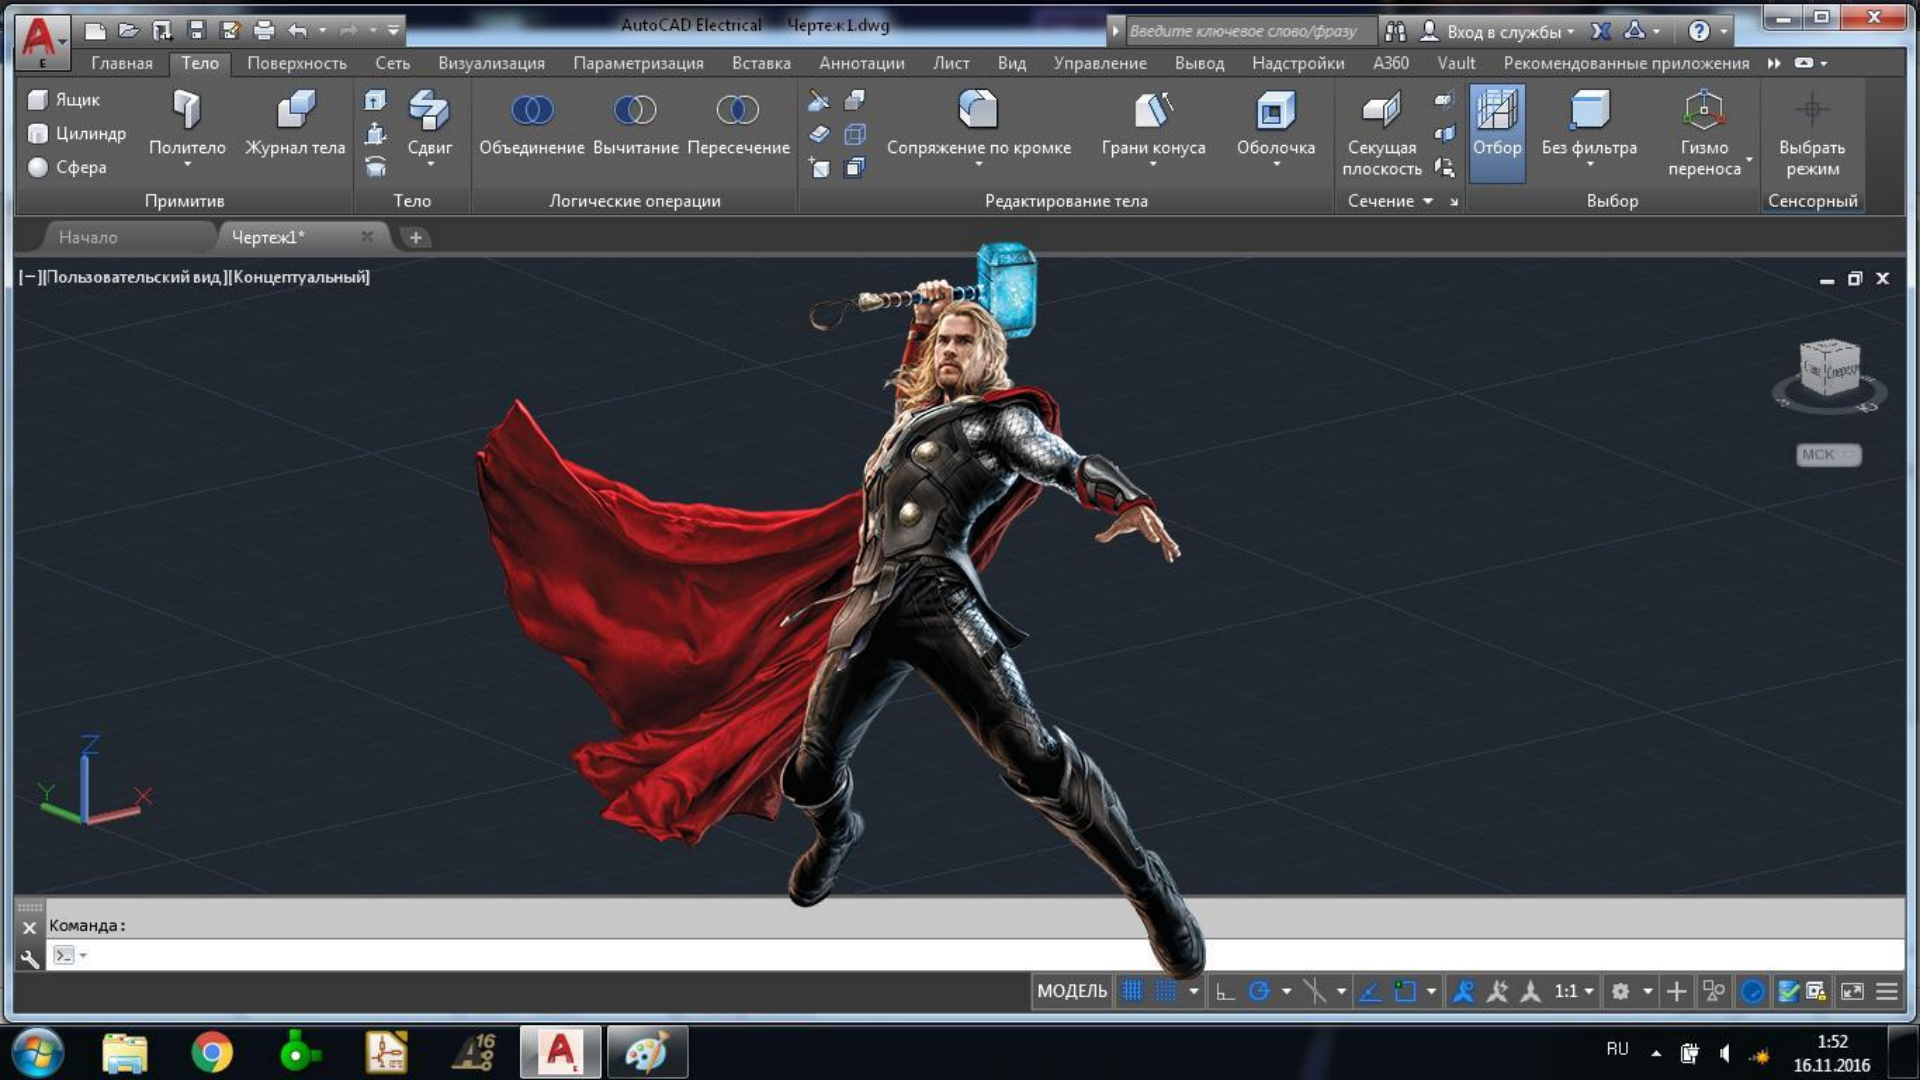 AutoCAD Electrical Чертеж1.dwg
Введите ключевое слово/фразу
Вход в службы
Главная Тело Поверхность Сеть Визуализация Параметризация Вставка Аннотации Лист Вид Управление Вывод Надстройки A360 Vault Рекомендованные приложения
Ящик
Цилиндр
Сфера
Политело
Журнал тела
Примитив
Сдвиг
Тело
Объединение Вычитание Пересечение
Логические операции
Сопряжение по кромке
Грани конуса
Оболочка
Редактирование тела
Секущая
плоскость
Сечение
Отбор
Без фильтра
Гизмо
переноса
Выбор
Выбрать
режим
Сенсорный
Начало
Чертеж1*
[−][Пользовательский вид][Концептуальный]
МСК
Z
Y
X
Команда:
МОДЕЛЬ
1:1
16
RU
1:52
16.11.2016